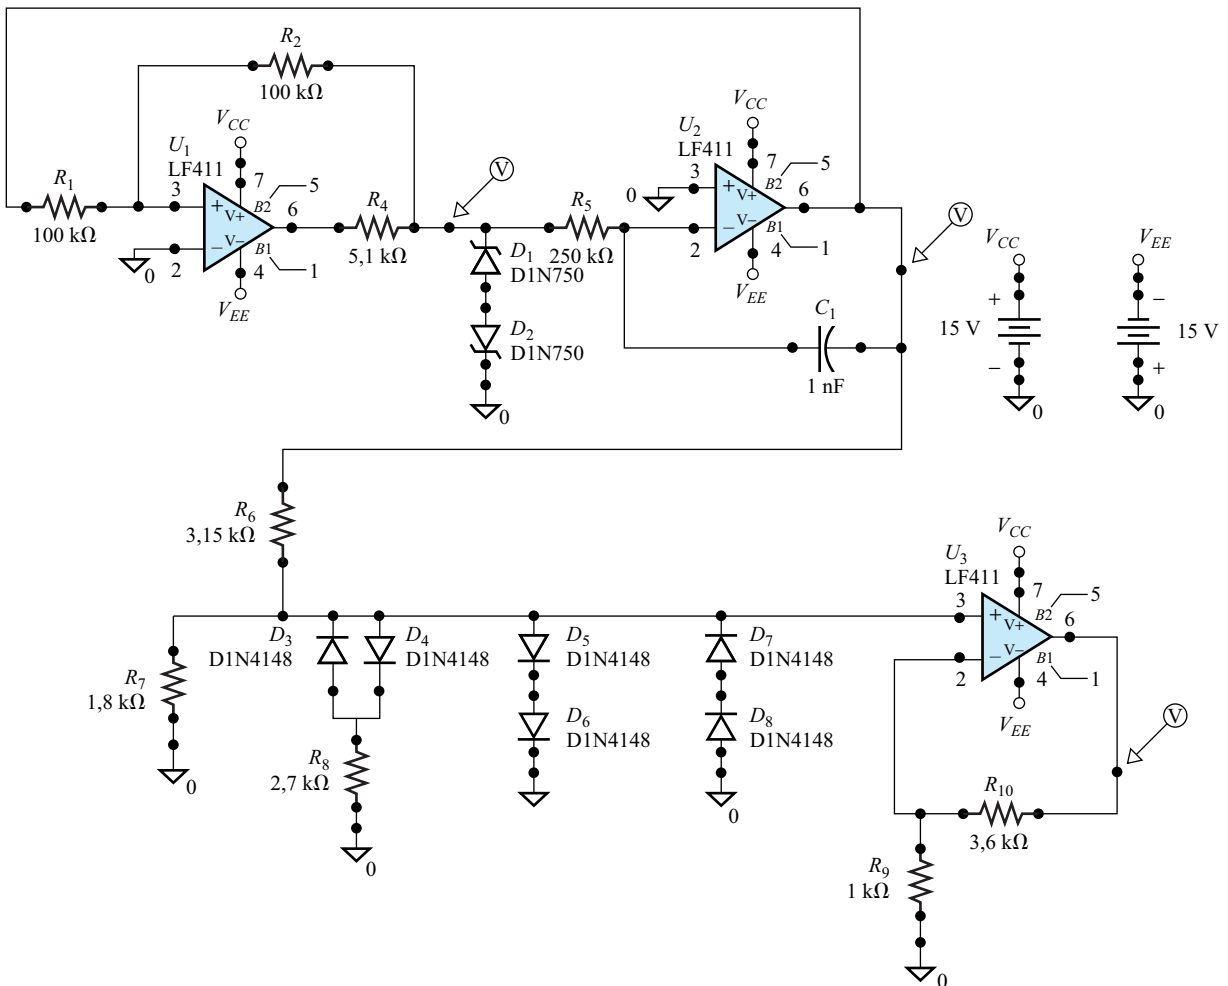 R2
100 kΩ
VCC
U1
LF411
7
5
3
+
V+
B2
6
R1
100 kΩ
−
V−
B1
2
4
1
0
VEE
R4
5,1 kΩ
V
D1
D1N750
D2
D1N750
0
R5
250 kΩ
VCC
U2
LF411
7
5
3
0
+
V+
B2
6
−
V−
B1
2
4
1
VEE
V
C1
1 nF
VCC
+
15 V
−
0
VEE
−
15 V
+
0
R6
3,15 kΩ
R7
1,8 kΩ
0
D3
D1N4148
D4
D1N4148
R8
2,7 kΩ
0
D5
D1N4148
D6
D1N4148
D7
D1N4148
D8
D1N4148
0
VCC
U3
LF411
7
5
3
+
V+
B2
6
−
V−
B1
2
4
1
VEE
V
R10
3,6 kΩ
R9
1 kΩ
0